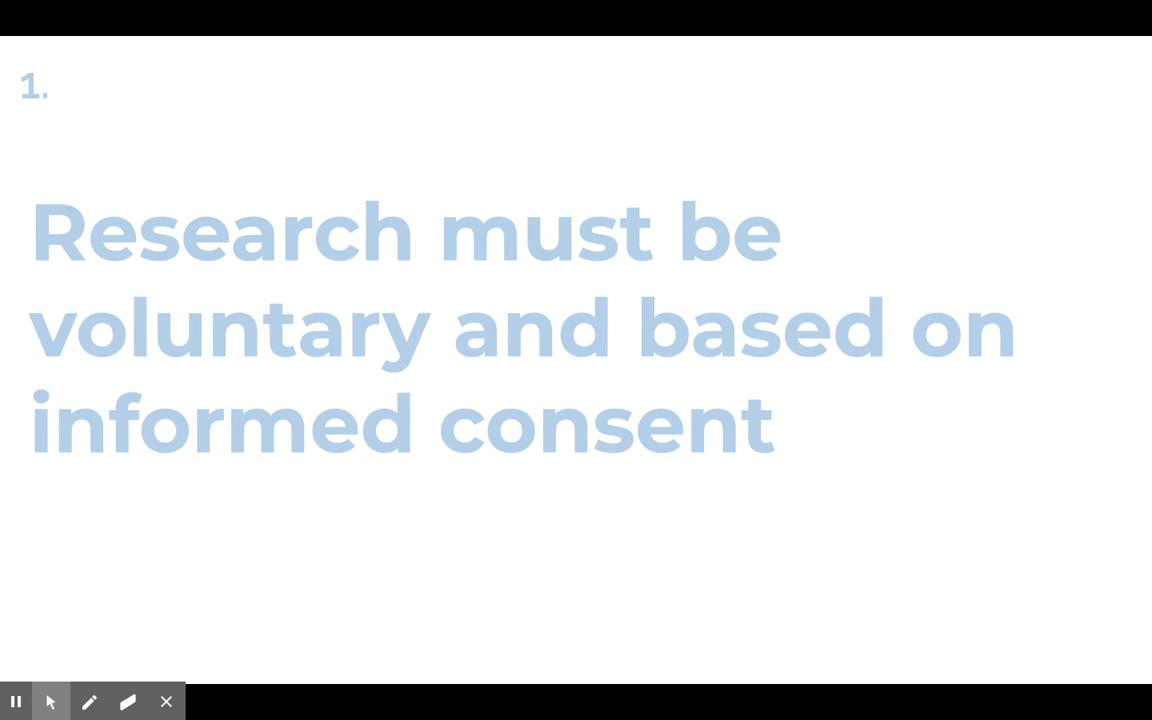 1.
Research must be
voluntary and based on
informed consent